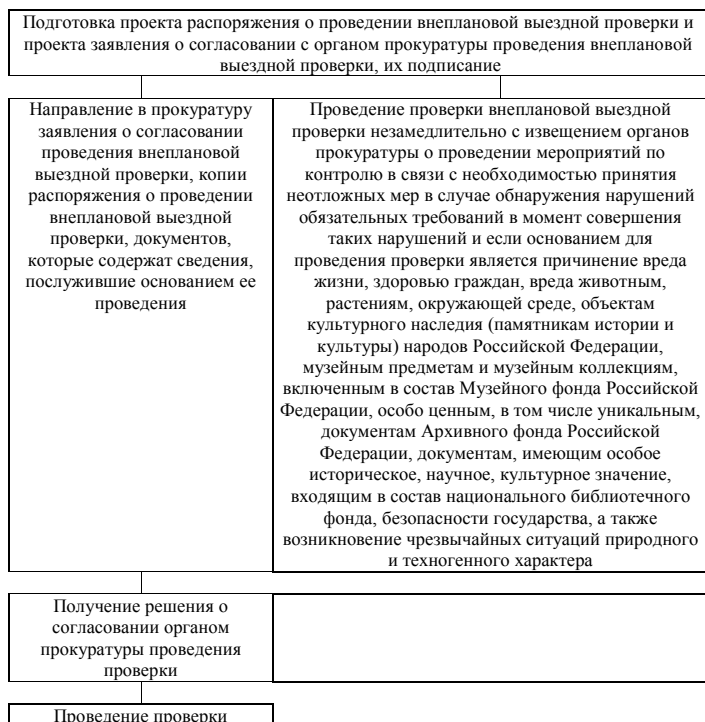 Подготовка проекта распоряжения о проведении внеплановой выездной проверки и
проекта заявления о согласовании с органом прокуратуры проведения внеплановой
выездной проверки, их подписание
Направление в прокуратуру
заявления о согласовании
проведения внеплановой
выездной проверки, копии
распоряжения о проведении
внеплановой выездной
проверки, документов,
которые содержат сведения,
послужившие основанием ее
проведения
Проведение проверки внеплановой выездной
проверки незамедлительно с извещением органов
прокуратуры о проведении мероприятий по
контролю в связи с необходимостью принятия
неотложных мер в случае обнаружения нарушений
обязательных требований в момент совершения
таких нарушений и если основанием для
проведения проверки является причинение вреда
жизни, здоровью граждан, вреда животным,
растениям, окружающей среде, объектам
культурного наследия (памятникам истории и
культуры) народов Российской Федерации,
музейным предметам и музейным коллекциям,
включенным в состав Музейного фонда Российской
Федерации, особо ценным, в том числе уникальным,
документам Архивного фонда Российской
Федерации, документам, имеющим особое
историческое, научное, культурное значение,
входящим в состав национального библиотечного
фонда, безопасности государства, а также
возникновение чрезвычайных ситуаций природного
и техногенного характера
Получение решения о
согласовании органом
прокуратуры проведения
проверки
Проведение проверки